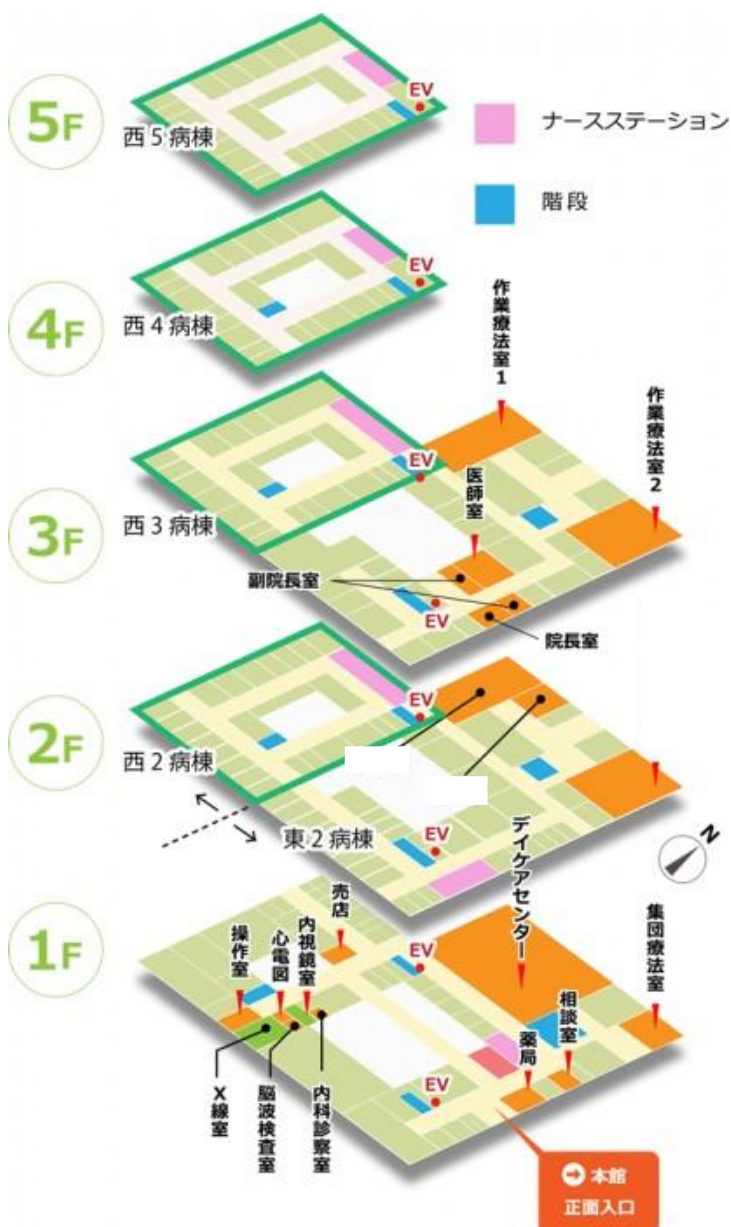 5F
西5病棟
EV
ナースステーション
階段
4F
西4病棟
EV
作業療法室1
作業療法室2
3F
西3病棟
EV
医師室
副院長室
EV
院長室
2F
西2病棟
EV
東2病棟
EV
N
1F
操作室
心電図
内視鏡室
売店
EV
デイケアセンター
集団療法室
相談室
薬局
EV
X線室
脳波検査室
内科診察室
本館
正面入口